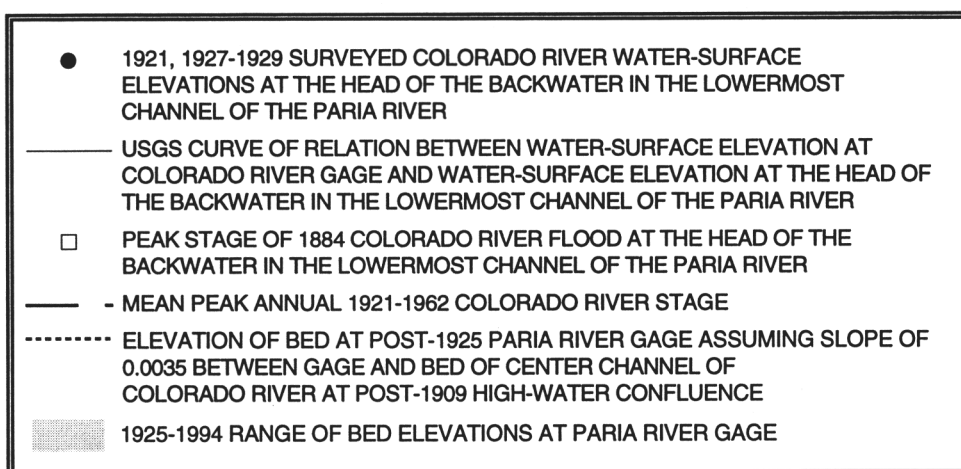 1921, 1927-1929 SURVEYED COLORADO RIVER WATER-SURFACE
ELEVATIONS AT THE HEAD OF THE BACKWATER IN THE LOWERMOST
CHANNEL OF THE PARIA RIVER
USGS CURVE OF RELATION BETWEEN WATER-SURFACE ELEVATION AT
COLORADO RIVER GAGE AND WATER-SURFACE ELEVATION AT THE HEAD OF
THE BACKWATER IN THE LOWERMOST CHANNEL OF THE PARIA RIVER
PEAK STAGE OF 1884 COLORADO RIVER FLOOD AT THE HEAD OF THE
BACKWATER IN THE LOWERMOST CHANNEL OF THE PARIA RIVER
MEAN PEAK ANNUAL 1921-1962 COLORADO RIVER STAGE
ELEVATION OF BED AT POST-1925 PARIA RIVER GAGE ASSUMING SLOPE OF
0.0035 BETWEEN GAGE AND BED OF CENTER CHANNEL OF
COLORADO RIVER AT POST-1909 HIGH-WATER CONFLUENCE
1925-1994 RANGE OF BED ELEVATIONS AT PARIA RIVER GAGE